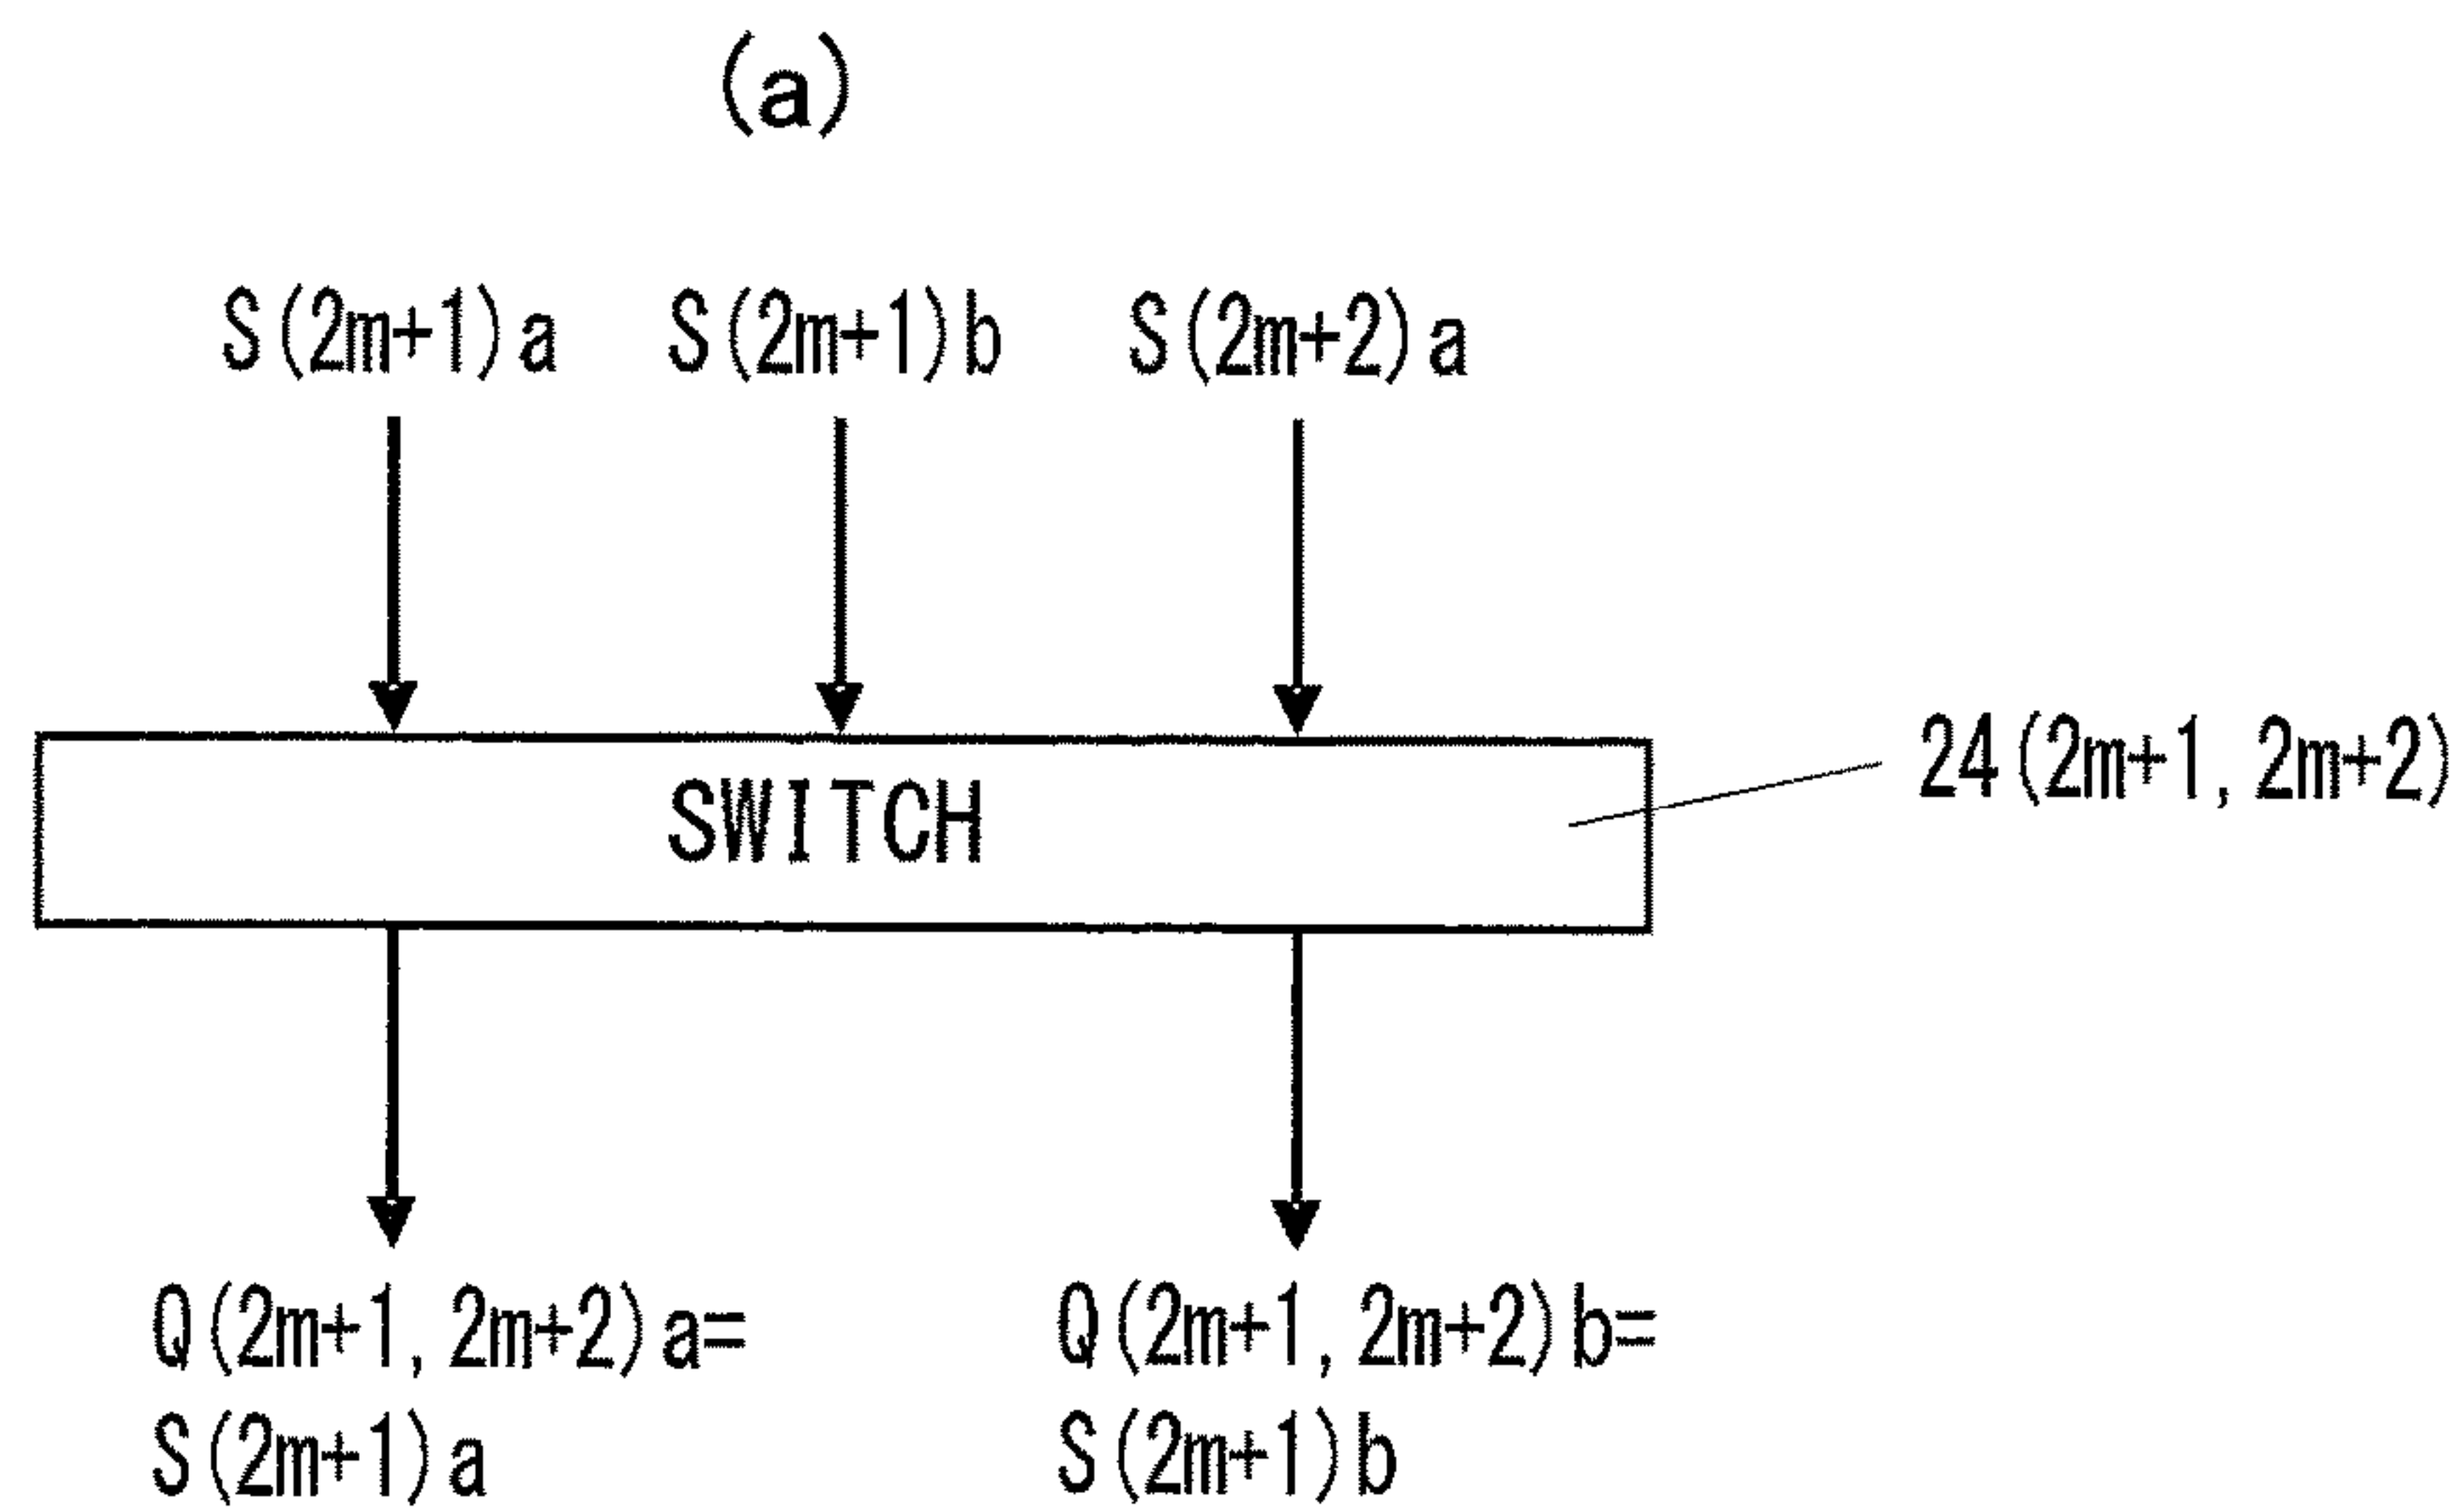 (a)
S(2m+1)a S(2m+1)b S(2m+2)a
SWITCH
24(2m+1,2m+2)
Q(2m+1,2m+2)a= Q(2m+1,2m+2)b=
S(2m+1)a S(2m+1)b